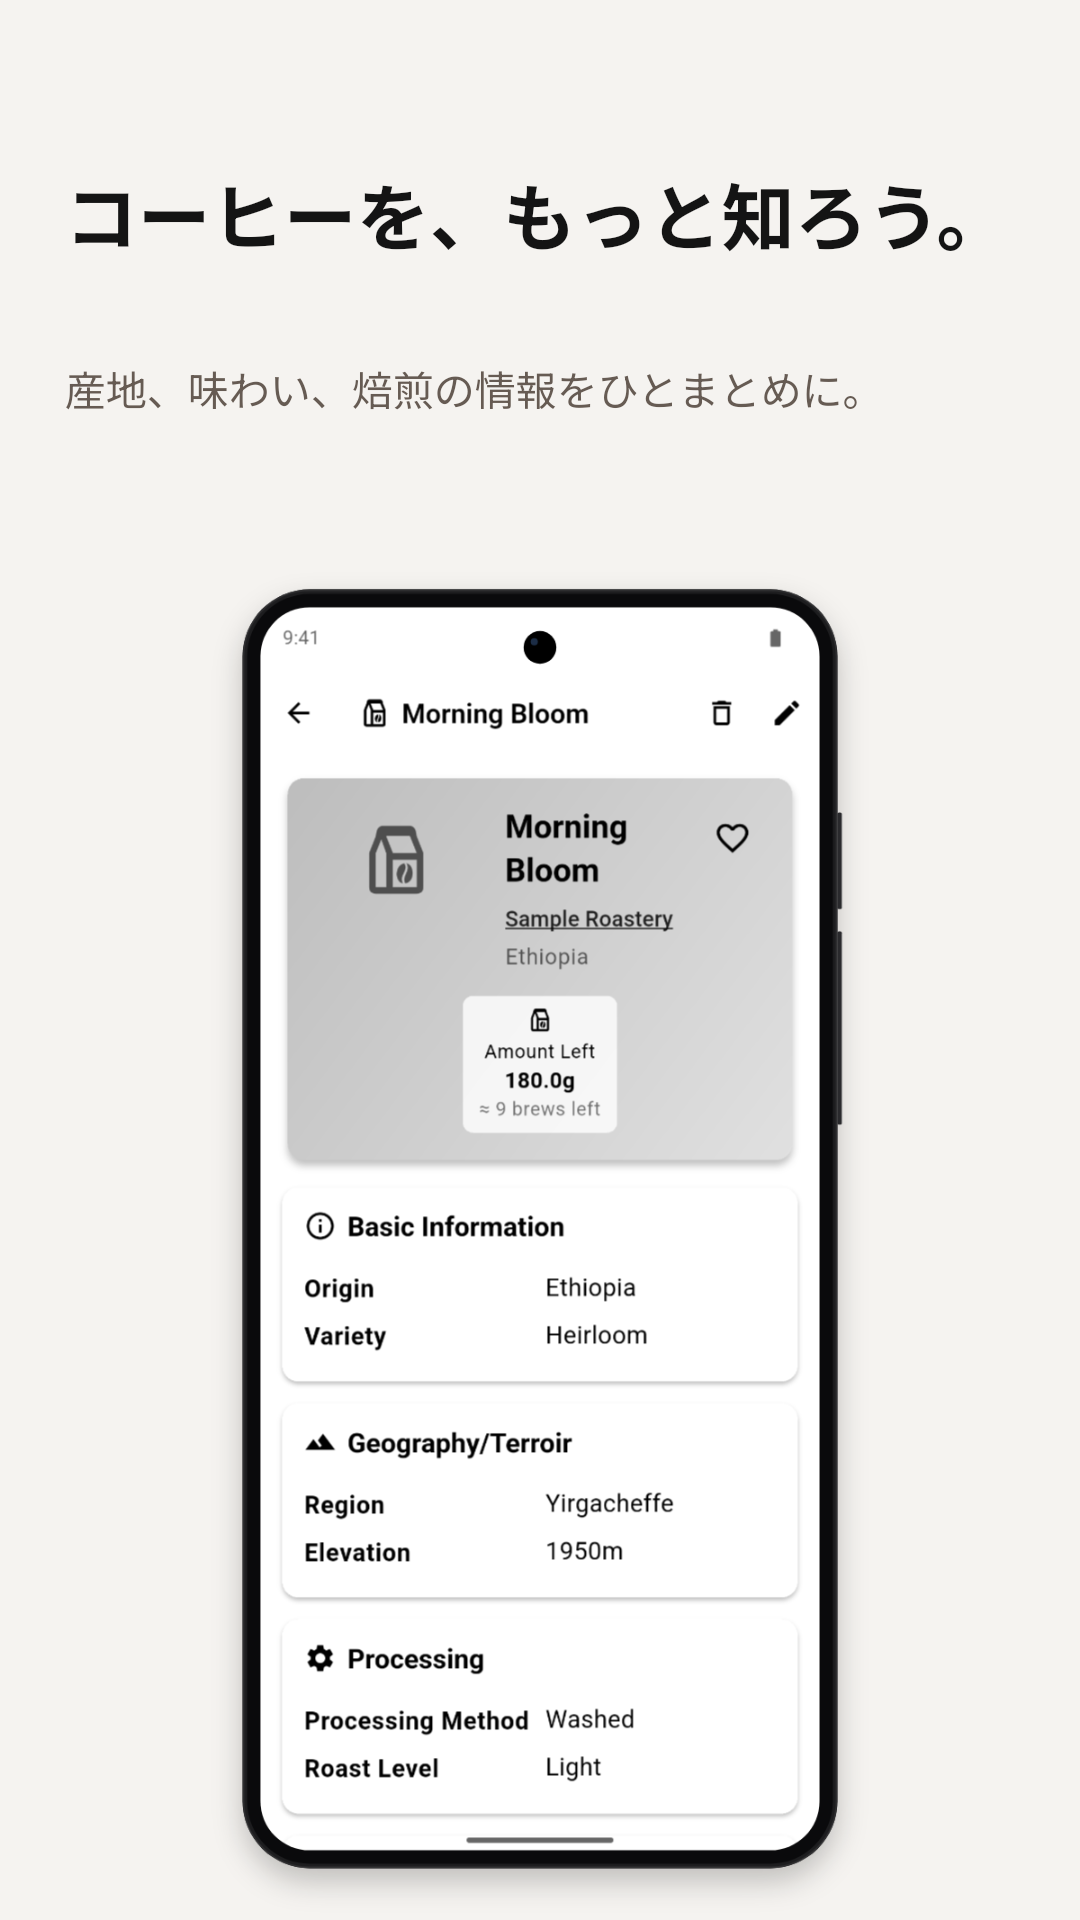 コーヒーを、もっと知ろう。
産地、味わい、焙煎の情報をひとまとめに。
9:41
Morning Bloom
Morning
Bloom
Sample Roastery
Ethiopia
Amount Left
180.0g
≈ 9 brews left
Basic Information
Origin Ethiopia
Variety Heirloom
Geography/Terroir
Region Yirgacheffe
Elevation 1950m
Processing
Processing Method Washed
Roast Level Light